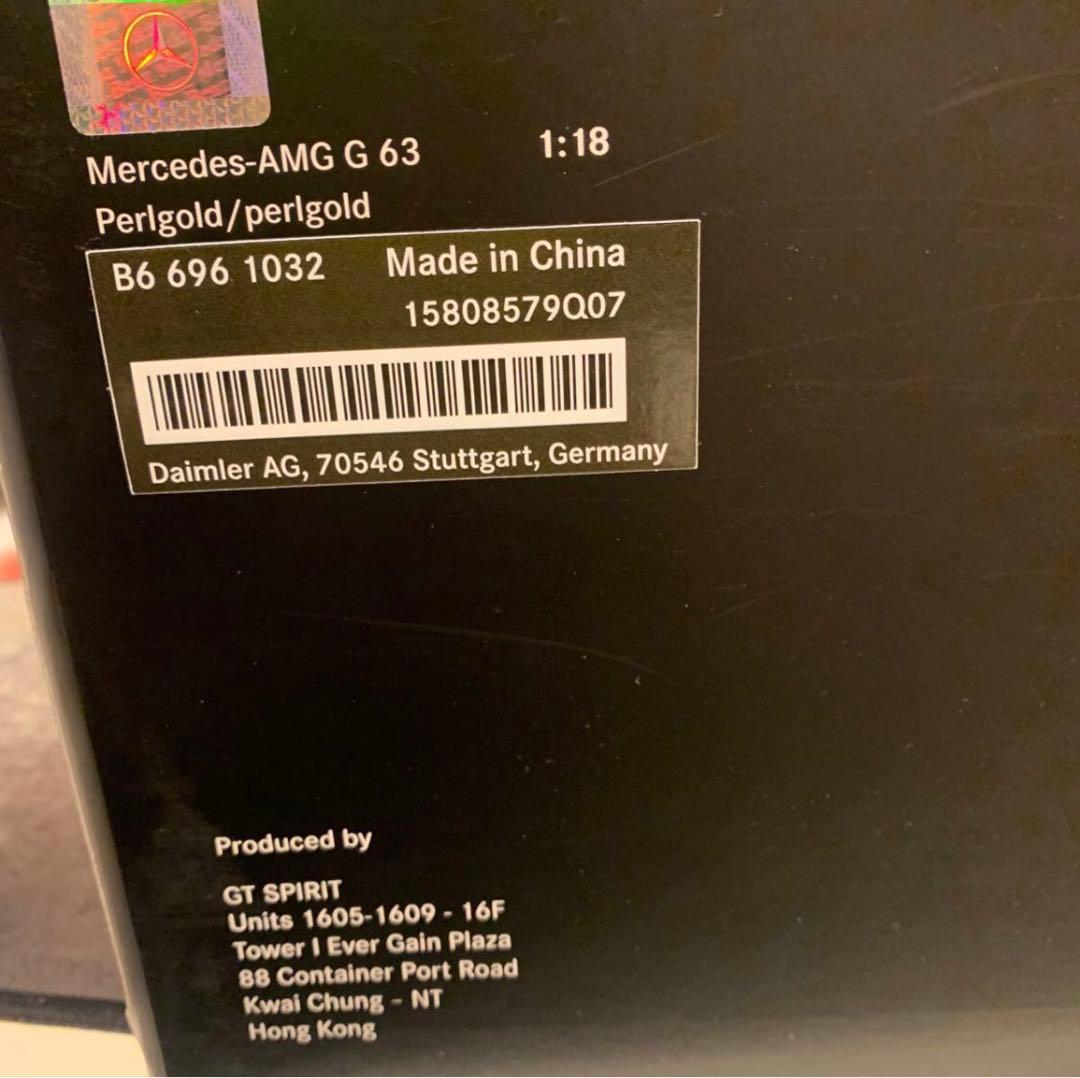 Mercedes-AMG G 63 1:18
Perlgold/perlgold
B6 696 1032 Made in China
15808579Q07
Daimler AG, 70546 Stuttgart, Germany
Produced by
GT SPIRIT
Units 1605-1609 - 16F
Tower I Ever Gain Plaza
88 Container Port Road
Kwai Chung - NT
Hong Kong